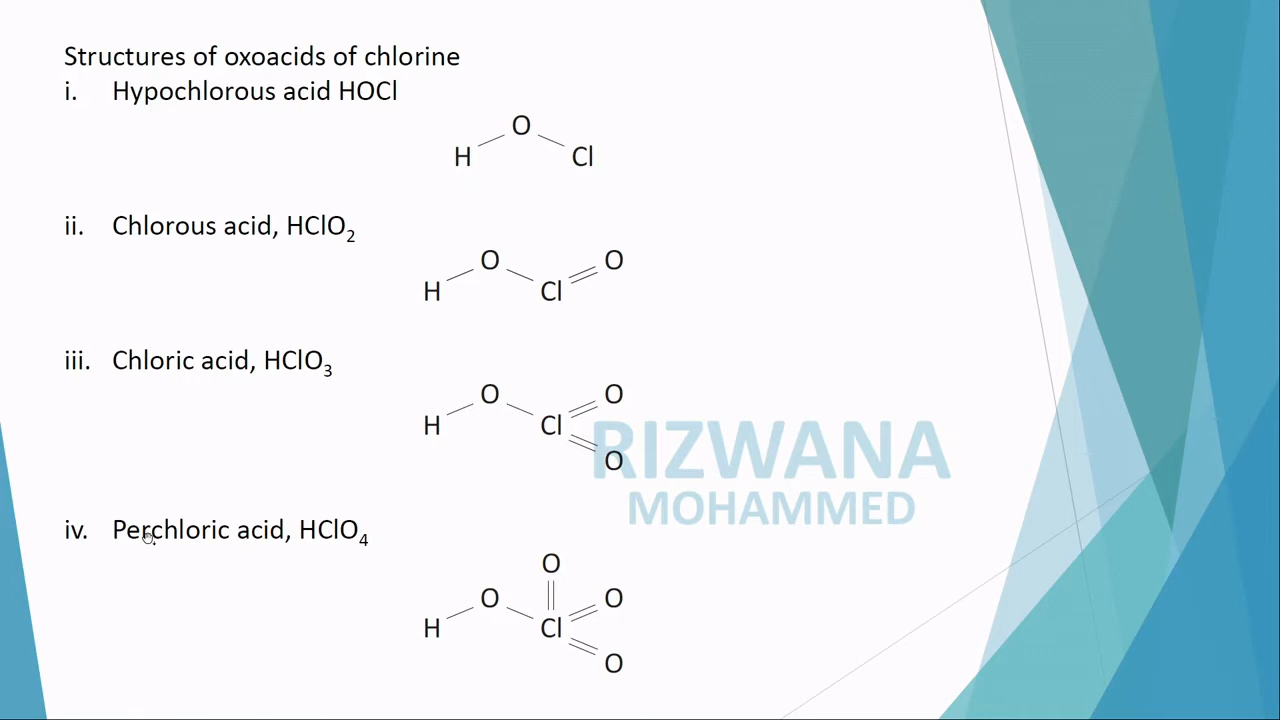 Structures of oxoacids of chlorine
i. Hypochlorous acid HOCl
O
H Cl
ii. Chlorous acid, HClO₂
O O
H Cl
iii. Chloric acid, HClO₃
O O
H Cl
O
RIZWANA
MOHAMMED
iv. Perchloric acid, HClO₄
O
O O
H Cl
O